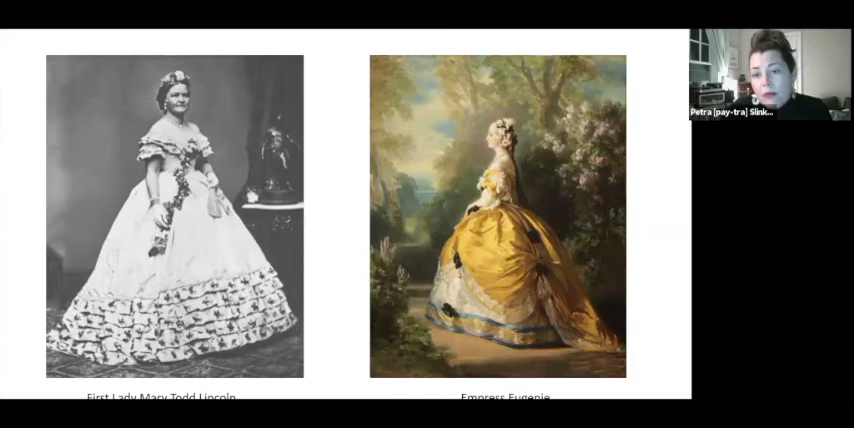 Petra [pay-tra] Slink...
First Lady Mary Todd Lincoln
Empress Eugenie